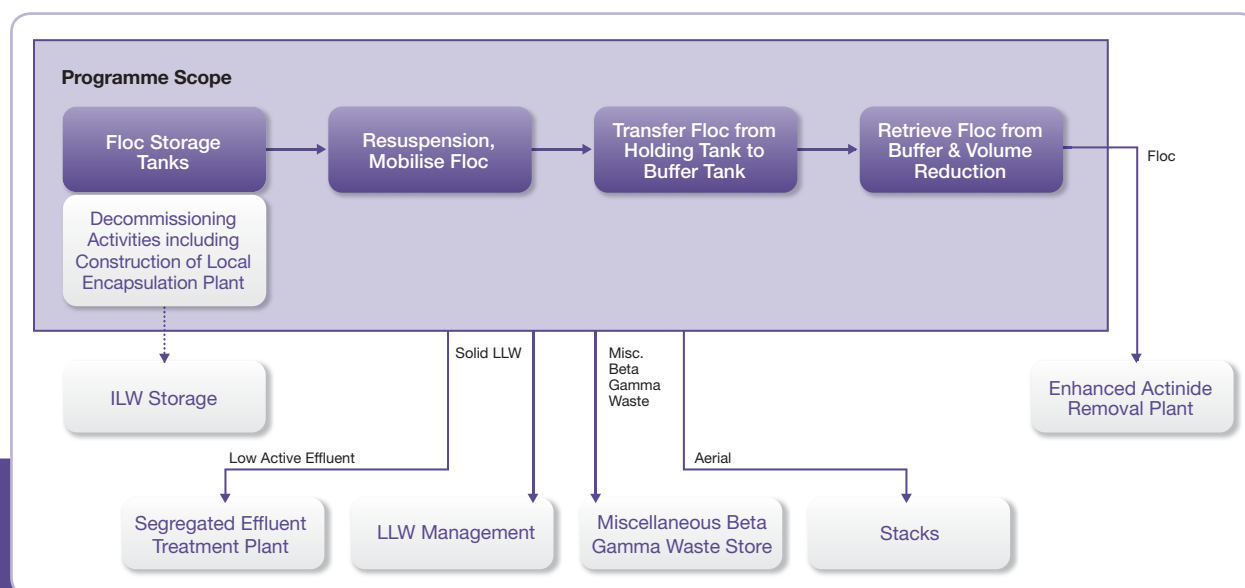 Programme Scope
Floc Storage
Tanks
Resuspension,
Mobilise Floc
Transfer Floc from
Holding Tank to
Buffer Tank
Retrieve Floc from
Buffer & Volume
Reduction
Floc
Decommissioning
Activities including
Construction of Local
Encapsulation Plant
Solid LLW
Misc.
Beta
Gamma
Waste
ILW Storage
Enhanced Actinide
Removal Plant
Low Active Effluent
Aerial
Segregated Effluent
Treatment Plant
LLW Management
Miscellaneous Beta
Gamma Waste Store
Stacks